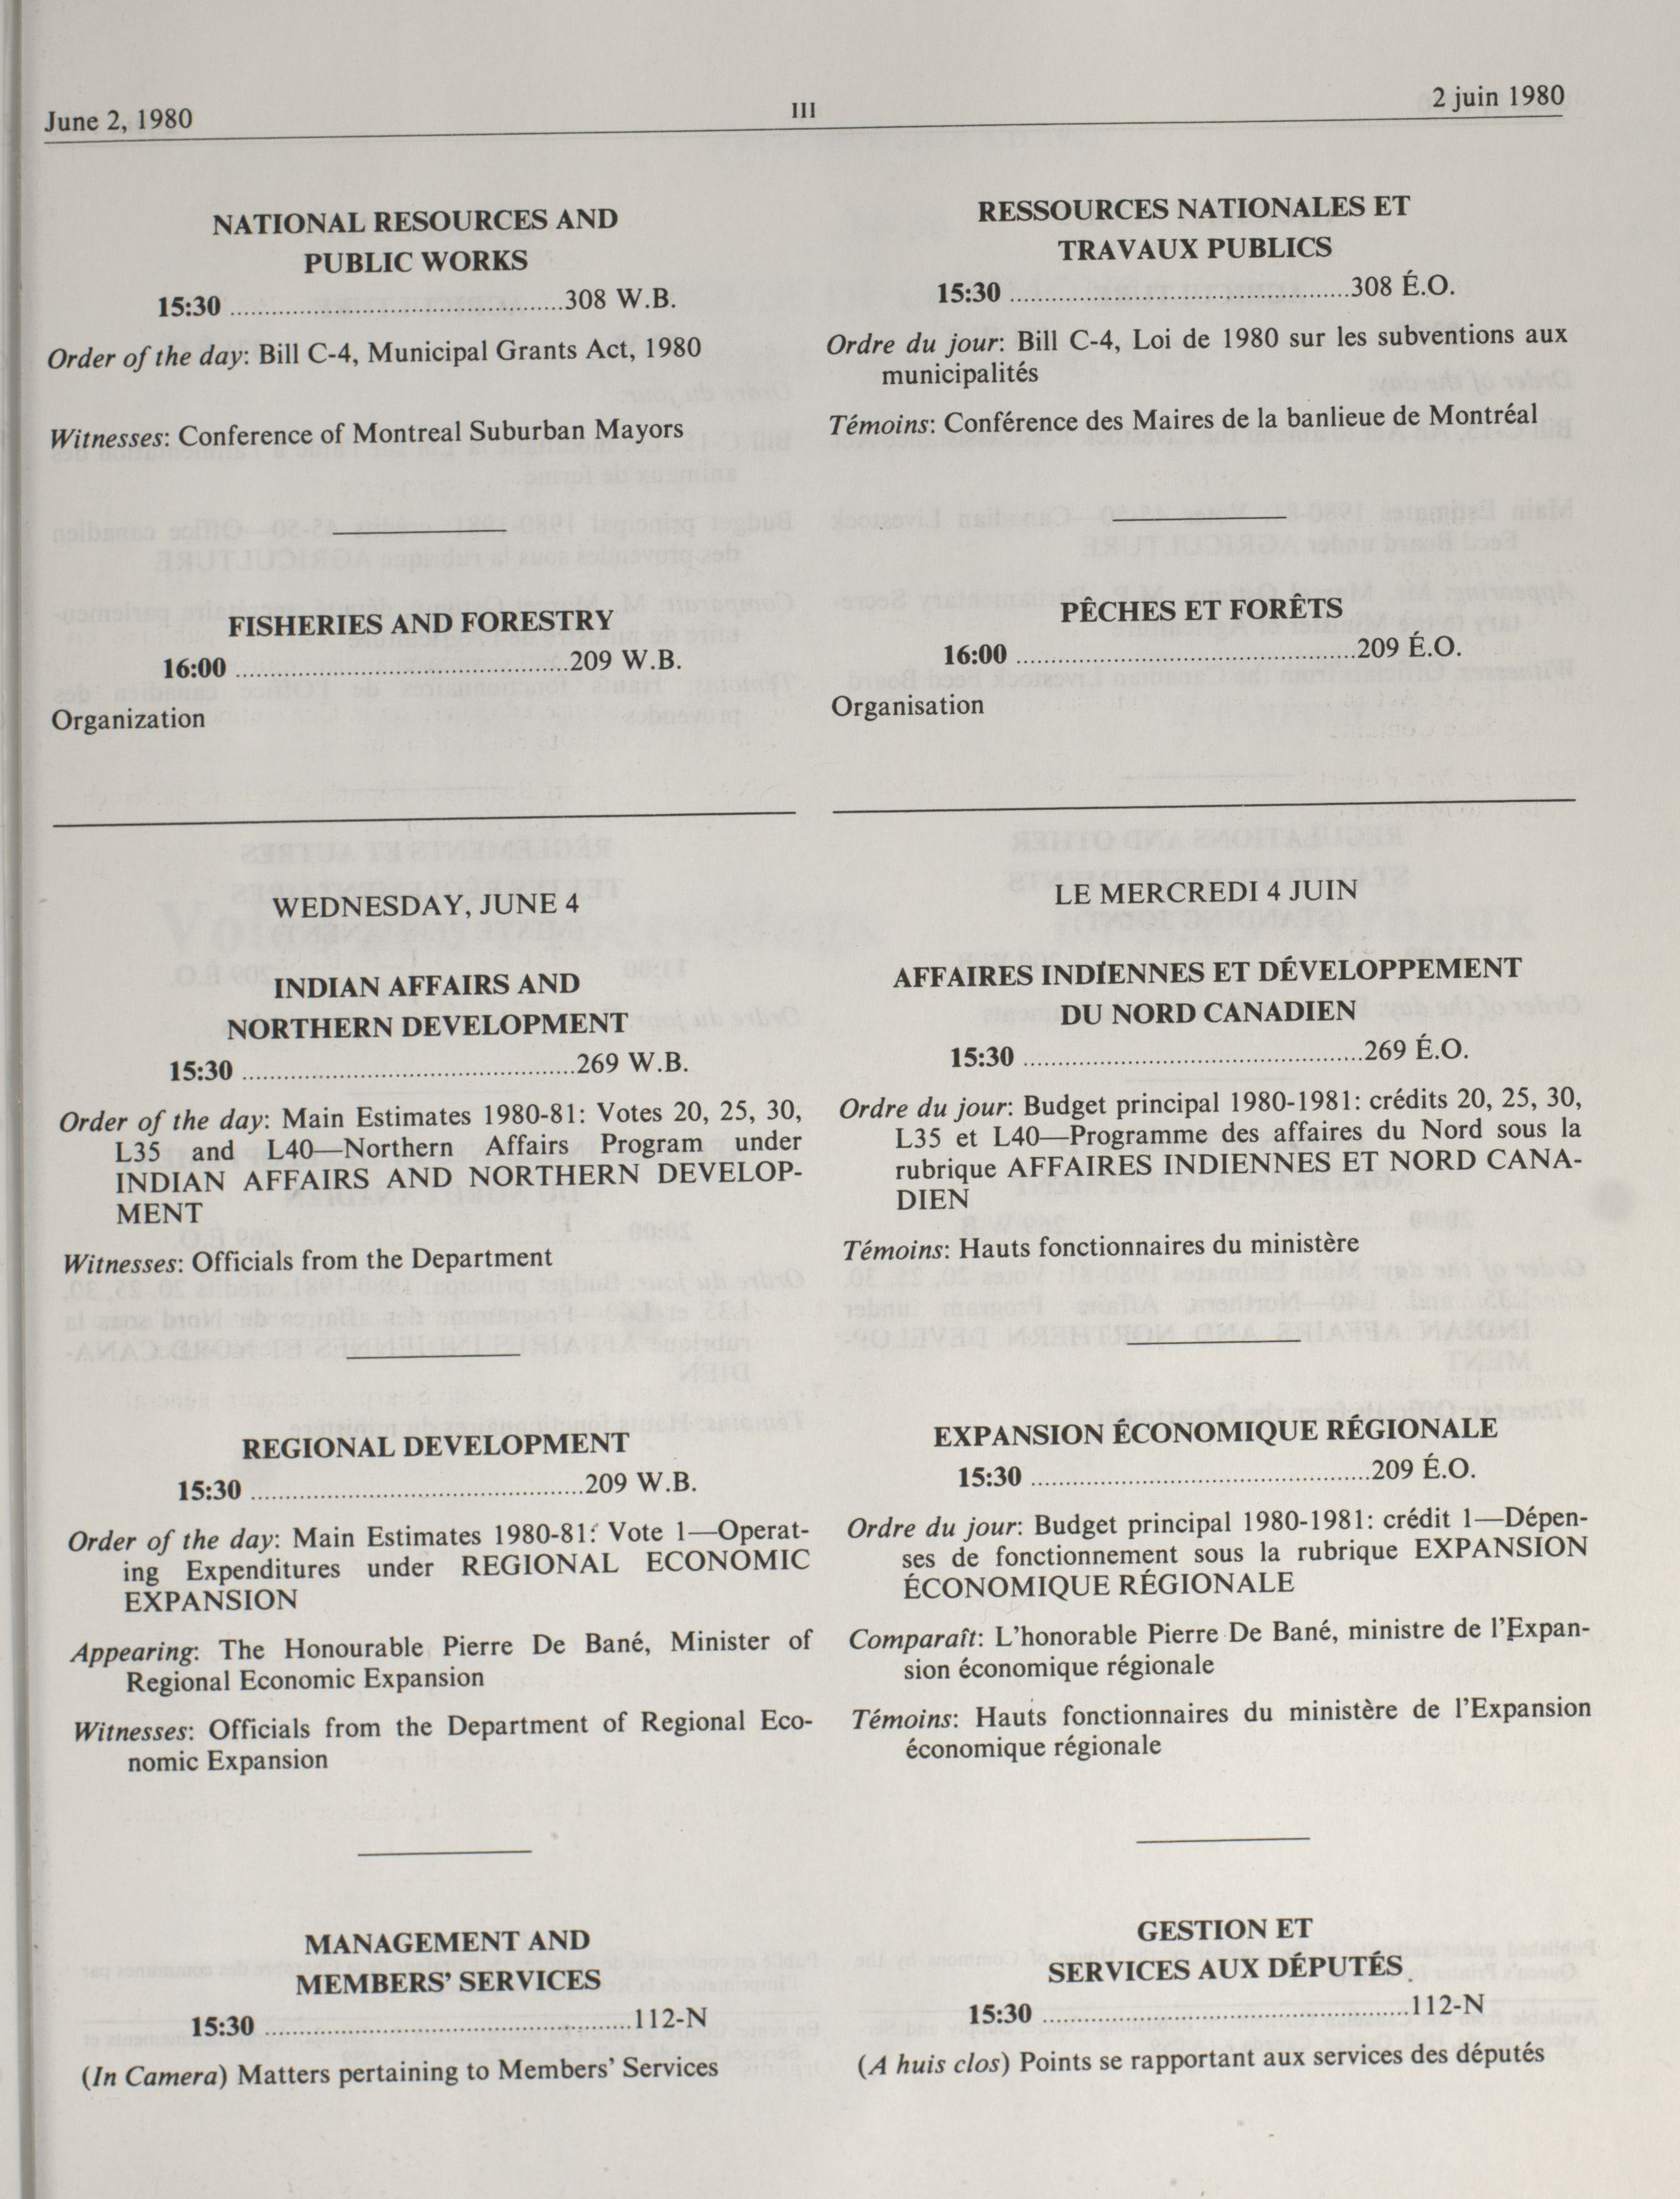 June 2, 1980
III
2 juin 1980
NATIONAL RESOURCES AND
PUBLIC WORKS
15:30 ................................................308 W.B.
Order of the day: Bill C-4, Municipal Grants Act, 1980
Witnesses: Conference of Montreal Suburban Mayors
FISHERIES AND FORESTRY
16:00 ................................................209 W.B.
Organization
WEDNESDAY, JUNE 4
INDIAN AFFAIRS AND
NORTHERN DEVELOPMENT
15:30 ................................................269 W.B.
Order of the day: Main Estimates 1980-81: Votes 20, 25, 30,
L35 and L40—Northern Affairs Program under
INDIAN AFFAIRS AND NORTHERN DEVELOP-
MENT
Witnesses: Officials from the Department
REGIONAL DEVELOPMENT
15:30 ................................................209 W.B.
Order of the day: Main Estimates 1980-81: Vote 1—Operat-
ing Expenditures under REGIONAL ECONOMIC
EXPANSION
Appearing: The Honourable Pierre De Bané, Minister of
Regional Economic Expansion
Witnesses: Officials from the Department of Regional Eco-
nomic Expansion
MANAGEMENT AND
MEMBERS' SERVICES
15:30 .....................................................112-N
(In Camera) Matters pertaining to Members' Services
RESSOURCES NATIONALES ET
TRAVAUX PUBLICS
15:30 .................................................308 É.O.
Ordre du jour: Bill C-4, Loi de 1980 sur les subventions aux
municipalités
Témoins: Conférence des Maires de la banlieue de Montréal
PÊCHES ET FORÊTS
16:00 .................................................209 É.O.
Organisation
LE MERCREDI 4 JUIN
AFFAIRES INDIENNES ET DÉVELOPPEMENT
DU NORD CANADIEN
15:30 .................................................269 É.O.
Ordre du jour: Budget principal 1980-1981: crédits 20, 25, 30,
L35 et L40—Programme des affaires du Nord sous la
rubrique AFFAIRES INDIENNES ET NORD CANA-
DIEN
Témoins: Hauts fonctionnaires du ministère
EXPANSION ÉCONOMIQUE RÉGIONALE
15:30 .................................................209 É.O.
Ordre du jour: Budget principal 1980-1981: crédit 1—Dépen-
ses de fonctionnement sous la rubrique EXPANSION
ÉCONOMIQUE RÉGIONALE
Comparaît: L'honorable Pierre De Bané, ministre de l'Expan-
sion économique régionale
Témoins: Hauts fonctionnaires du ministère de l'Expansion
économique régionale
GESTION ET
SERVICES AUX DÉPUTÉS
15:30 .....................................................112-N
(A huis clos) Points se rapportant aux services des députés